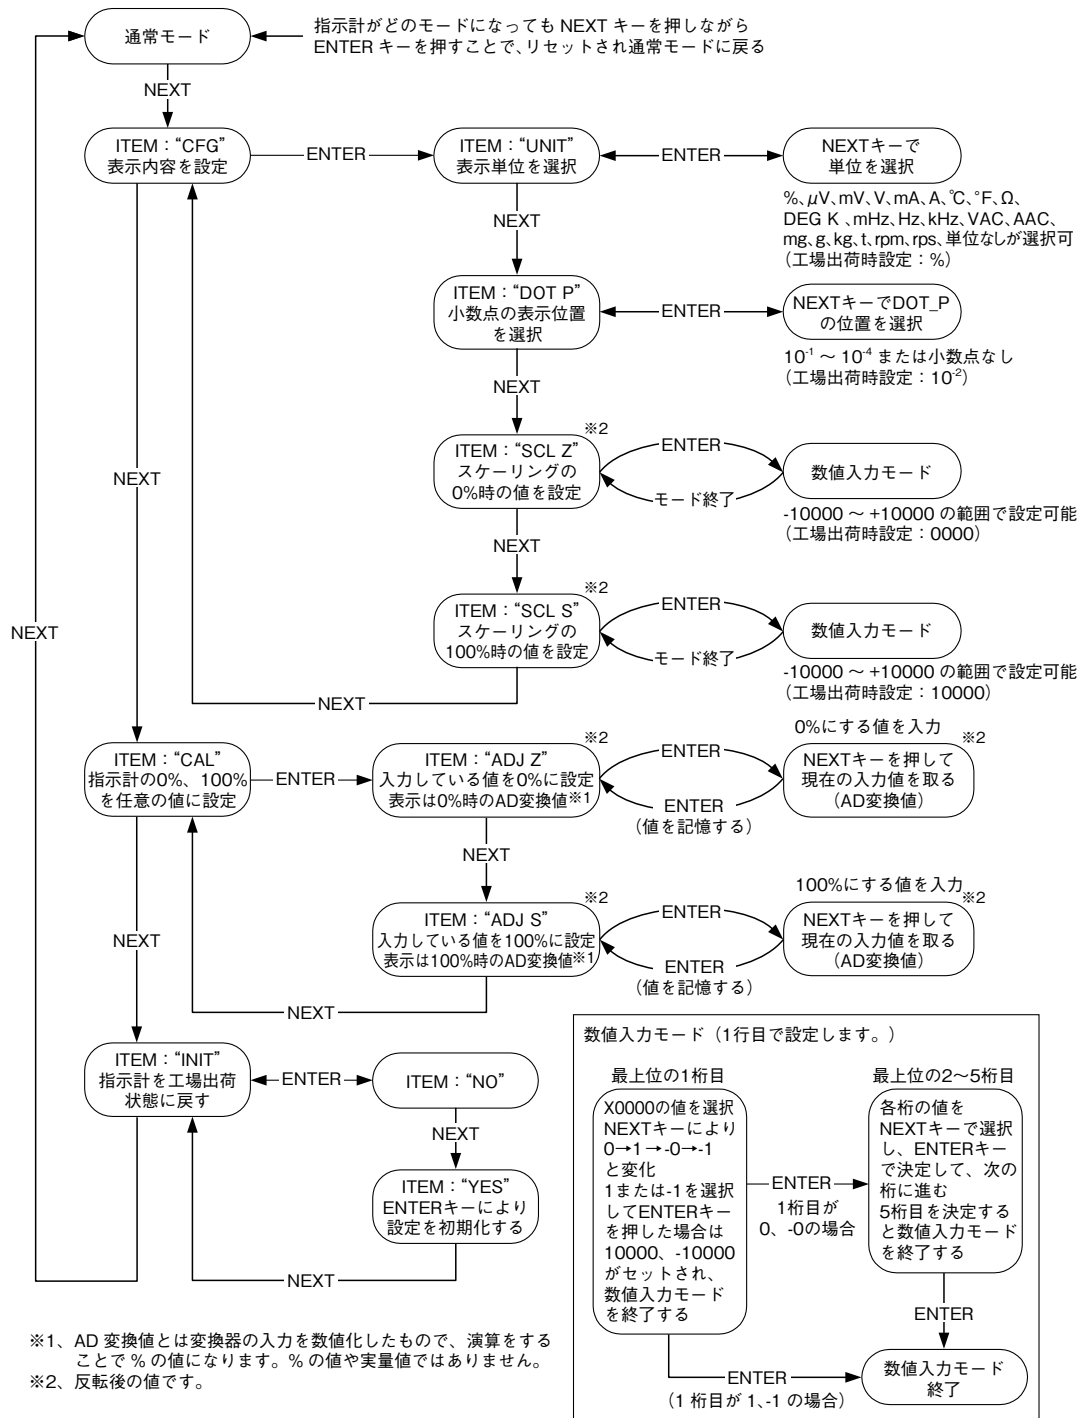 通常モード
指示計がどのモードになっても NEXT キーを押しながら
ENTER キーを押すことで、リセットされ通常モードに戻る
NEXT
ITEM：“CFG”
表示内容を設定
ENTER
ITEM：“UNIT”
表示単位を選択
ENTER
NEXTキーで
単位を選択
%、μV、mV、V、mA、A、℃、°F、Ω、
DEG K 、mHz、Hz、kHz、VAC、AAC、
mg、g、kg、t、rpm、rps、単位なしが選択可
（工場出荷時設定：%）
NEXT
ITEM：“DOT P”
小数点の表示位置
を選択
ENTER
NEXTキーでDOT_P
の位置を選択
10⁻¹ ～ 10⁻⁴ または小数点なし
（工場出荷時設定：10⁻²）
NEXT
※2
ITEM：“SCL Z”
スケーリングの
0%時の値を設定
ENTER
モード終了
数値入力モード
-10000 ～ +10000 の範囲で設定可能
（工場出荷時設定：0000）
NEXT
NEXT
※2
ITEM：“SCL S”
スケーリングの
100%時の値を設定
ENTER
モード終了
数値入力モード
-10000 ～ +10000 の範囲で設定可能
（工場出荷時設定：10000）
NEXT
NEXT
ITEM：“CAL”
指示計の0%、100%
を任意の値に設定
ENTER
※2
ITEM：“ADJ Z”
入力している値を0%に設定
表示は0%時のAD変換値※1
ENTER
ENTER
（値を記憶する）
0%にする値を入力
※2
NEXTキーを押して
現在の入力値を取る
（AD変換値）
NEXT
NEXT
※2
ITEM：“ADJ S”
入力している値を100%に設定
表示は100%時のAD変換値※1
ENTER
ENTER
（値を記憶する）
100%にする値を入力
※2
NEXTキーを押して
現在の入力値を取る
（AD変換値）
NEXT
ITEM：“INIT”
指示計を工場出荷
状態に戻す
ENTER
ITEM：“NO”
NEXT
ITEM：“YES”
ENTERキーにより
設定を初期化する
NEXT
数値入力モード（1行目で設定します。）
最上位の1桁目
X0000の値を選択
NEXTキーにより
0→1→-0→-1
と変化
1または-1を選択
してENTERキー
を押した場合は
10000、-10000
がセットされ、
数値入力モード
を終了する
ENTER
1桁目が
0、-0の場合
最上位の2～5桁目
各桁の値を
NEXTキーで選択
し、ENTERキー
で決定して、次の
桁に進む
5桁目を決定する
と数値入力モード
を終了する
ENTER
ENTER
（1 桁目が 1、-1 の場合）
数値入力モード
終了
※1、AD 変換値とは変換器の入力を数値化したもので、演算をする
ことで % の値になります。% の値や実量値ではありません。
※2、反転後の値です。